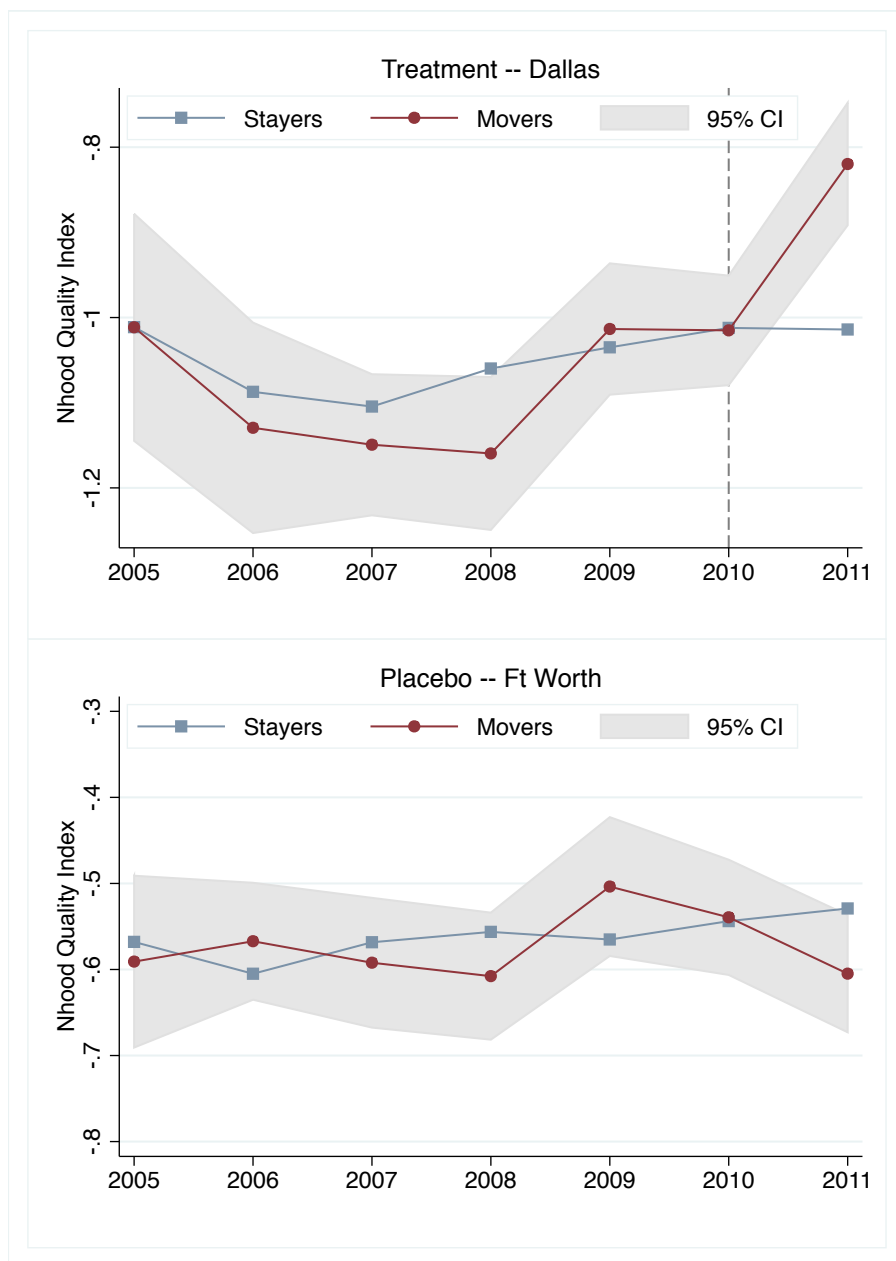 Treatment -- Dallas
Stayers Movers 95% CI
Nhood Quality Index
-.8
-1
-1.2
2005 2006 2007 2008 2009 2010 2011
Placebo -- Ft Worth
Stayers Movers 95% CI
Nhood Quality Index
-.3
-.4
-.5
-.6
-.7
-.8
2005 2006 2007 2008 2009 2010 2011